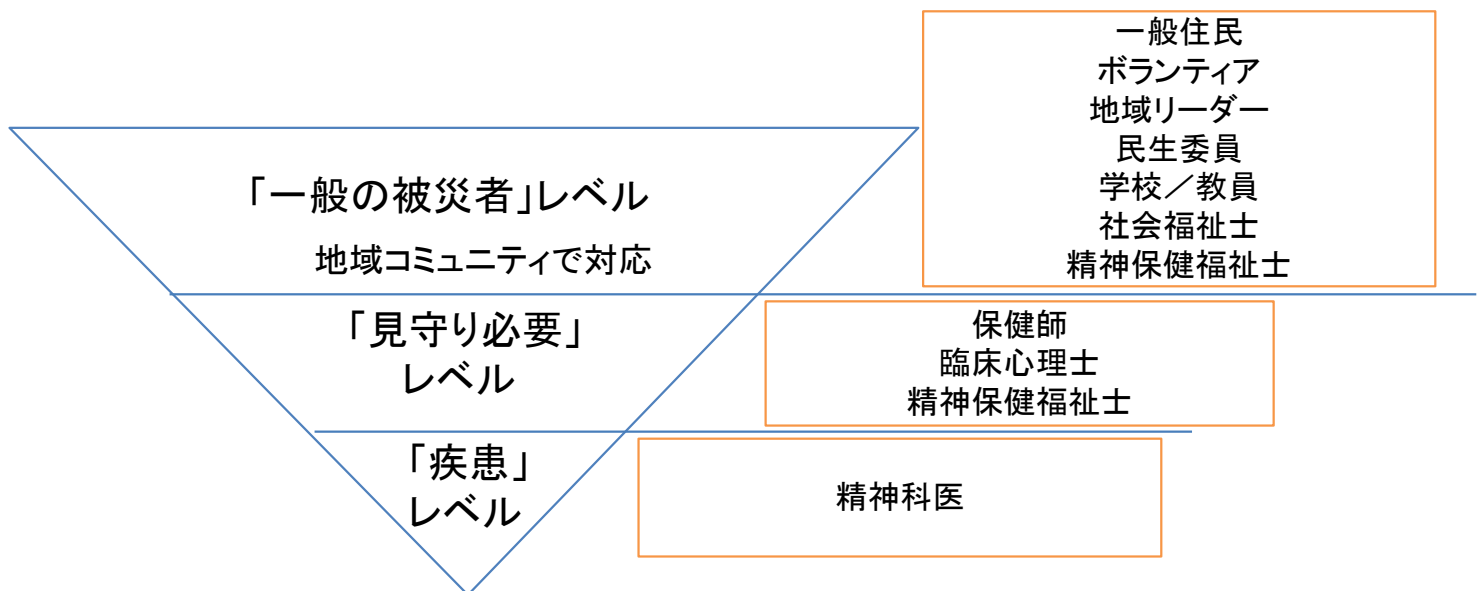 一般住民
ボランティア
地域リーダー
民生委員
学校／教員
社会福祉士
精神保健福祉士
「一般の被災者」レベル
地域コミュニティで対応
「見守り必要」
レベル
保健師
臨床心理士
精神保健福祉士
「疾患」
レベル
精神科医